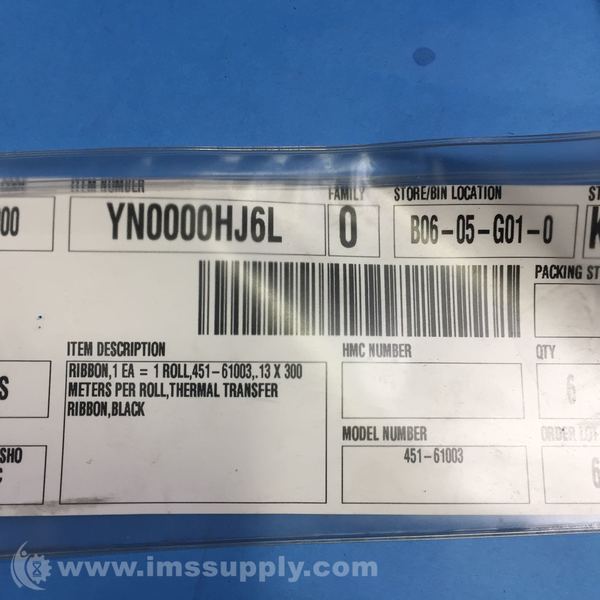 ITEM NUMBER
FAMILY
STORE/BIN LOCATION
00
YN0000HJ6L
0
B06-05-G01-0
K
PACKING ST
ITEM DESCRIPTION
HMC NUMBER
QTY
RIBBON,1 EA = 1 ROLL,451-61003,.13 X 300
METERS PER ROLL,THERMAL TRANSFER
RIBBON,BLACK
S
6
MODEL NUMBER
ORDER LOT
SHO
451-61003
C
6
www.imssupply.com
IMS